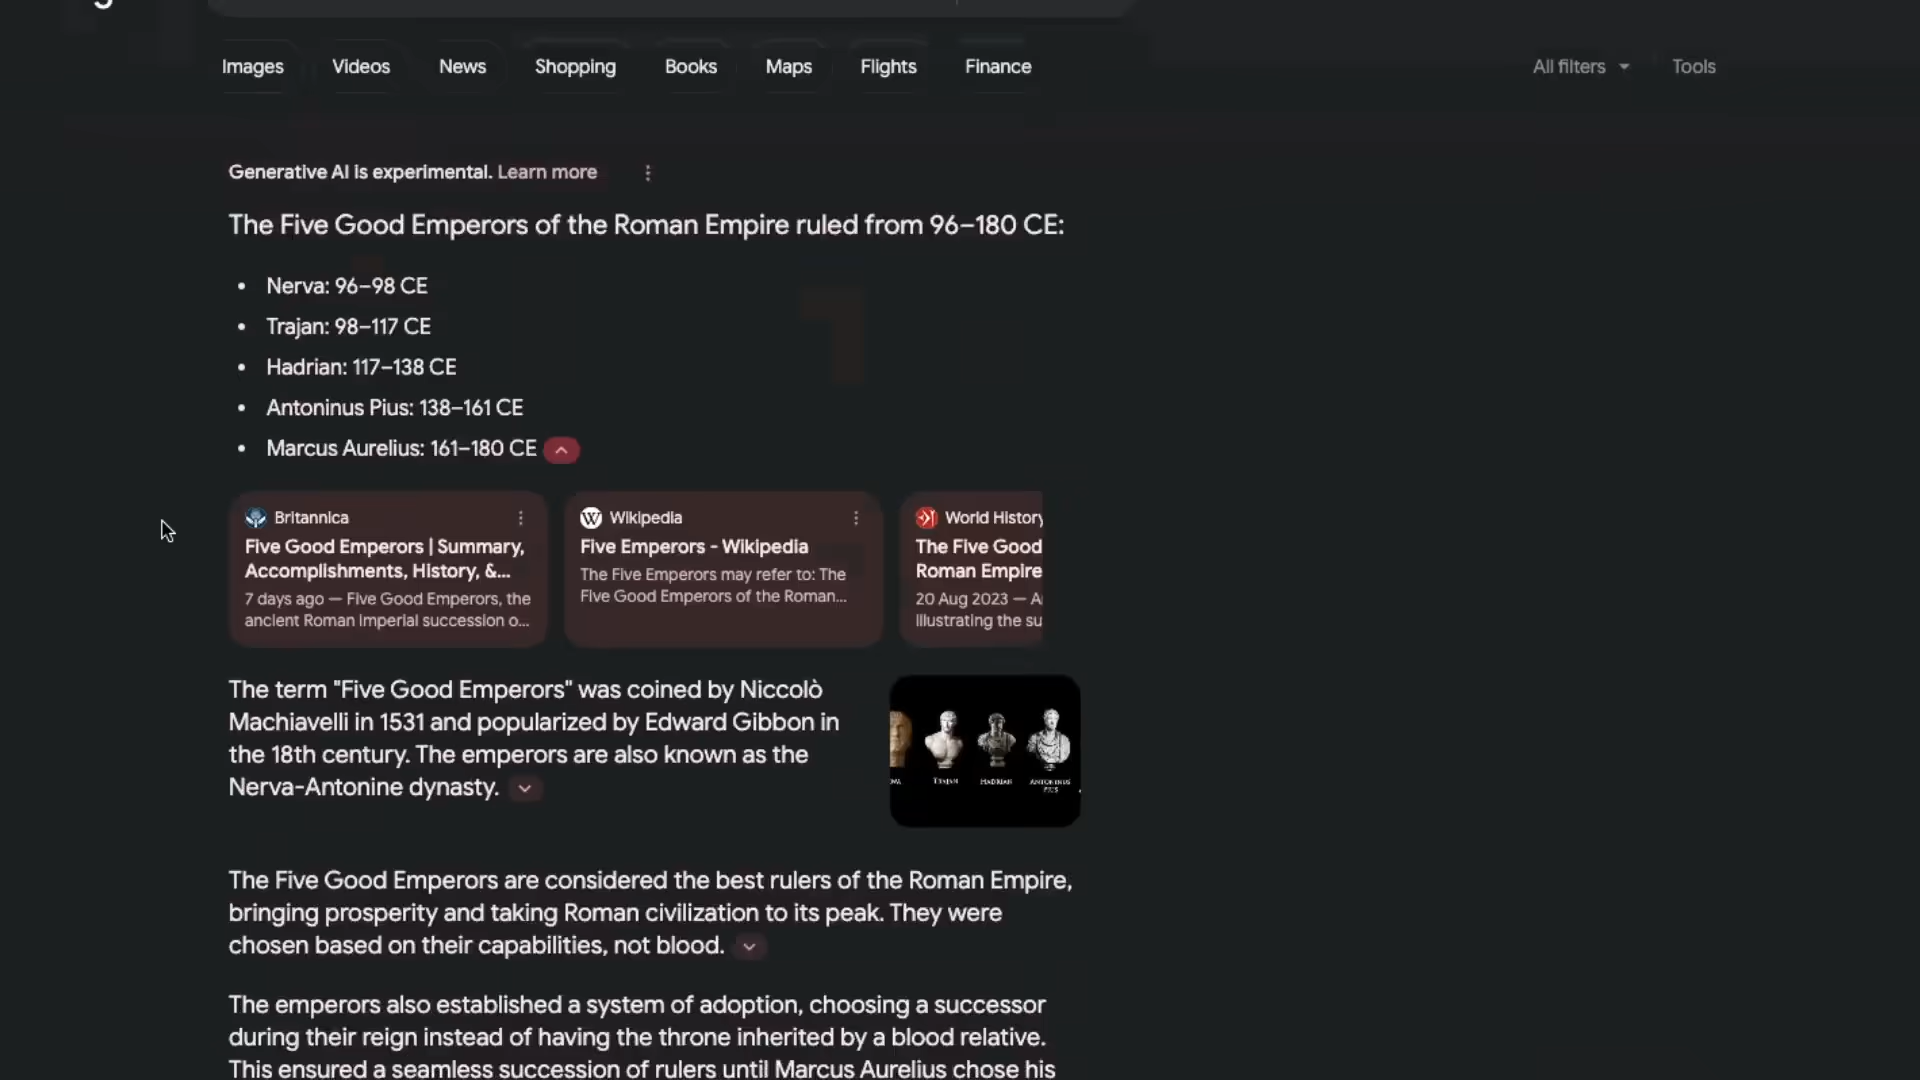 Images Videos News Shopping Books Maps Flights Finance All filters Tools
Generative AI is experimental. Learn more
The Five Good Emperors of the Roman Empire ruled from 96–180 CE:
• Nerva: 96–98 CE
• Trajan: 98–117 CE
• Hadrian: 117–138 CE
• Antoninus Pius: 138–161 CE
• Marcus Aurelius: 161–180 CE
Britannica
Five Good Emperors | Summary,
Accomplishments, History, &...
7 days ago — Five Good Emperors, the
ancient Roman imperial succession o...
Wikipedia
Five Emperors - Wikipedia
The Five Emperors may refer to: The
Five Good Emperors of the Roman...
World History
The Five Good
Roman Empire
20 Aug 2023 —
Illustrating the su
The term "Five Good Emperors" was coined by Niccolò
Machiavelli in 1531 and popularized by Edward Gibbon in
the 18th century. The emperors are also known as the
Nerva-Antonine dynasty.
TRAJAN HADRIAN ANTONINUS
PIUS
The Five Good Emperors are considered the best rulers of the Roman Empire,
bringing prosperity and taking Roman civilization to its peak. They were
chosen based on their capabilities, not blood.
The emperors also established a system of adoption, choosing a successor
during their reign instead of having the throne inherited by a blood relative.
This ensured a seamless succession of rulers until Marcus Aurelius chose his